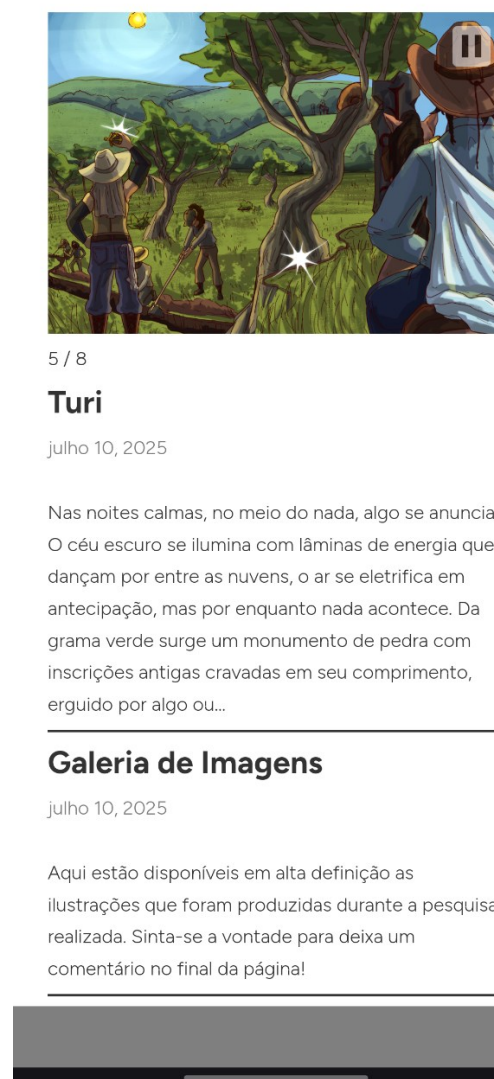 5 / 8
Turi
julho 10, 2025
Nas noites calmas, no meio do nada, algo se anuncia
O céu escuro se ilumina com lâminas de energia que
dançam por entre as nuvens, o ar se eletrifica em
antecipação, mas por enquanto nada acontece. Da
grama verde surge um monumento de pedra com
inscrições antigas cravadas em seu comprimento,
erguido por algo ou...
Galeria de Imagens
julho 10, 2025
Aqui estão disponíveis em alta definição as
ilustrações que foram produzidas durante a pesquisa
realizada. Sinta-se a vontade para deixa um
comentário no final da página!